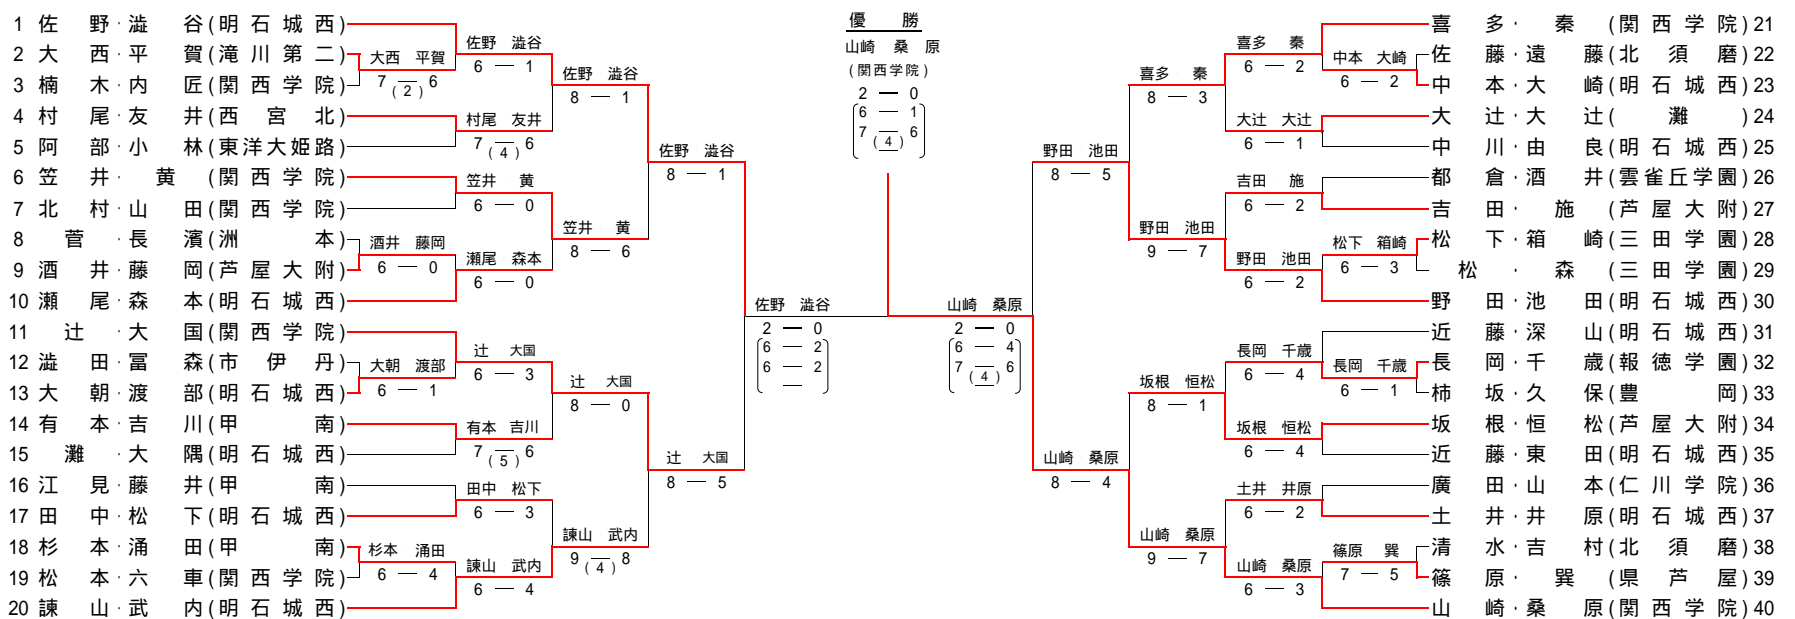 優　勝
山崎　桑　原
(関西学院)
2 — 0
6 — 1
7 — 6
(4)
1 佐野・澁谷(明石城西)
2 大西・平賀(滝川第二)
3 楠木・内匠(関西学院)
4 村尾・友井(西宮北)
5 阿部・小林(東洋大姫路)
6 笠井・黄(関西学院)
7 北村・山田(関西学院)
8 菅・長濱(洲本)
9 酒井・藤岡(芦屋大附)
10 瀬尾・森本(明石城西)
11 辻・大国(関西学院)
12 澁田・冨森(市伊丹)
13 大朝・渡部(明石城西)
14 有本・吉川(甲南)
15 灘・大隅(明石城西)
16 江見・藤井(甲南)
17 田中・松下(明石城西)
18 杉本・涌田(甲南)
19 松本・六車(関西学院)
20 諌山・武内(明石城西)
大西　平賀
7 — 6
(2)
酒井　藤岡
6 — 0
大朝　渡部
6 — 1
杉本　涌田
6 — 4
佐野　澁谷
6 — 1
村尾　友井
7 — 6
(4)
笠井　黄
6 — 0
瀬尾　森本
6 — 0
辻　大国
6 — 3
有本　吉川
7 — 6
(5)
田中　松下
6 — 3
諌山　武内
6 — 4
佐野　澁谷
8 — 1
笠井　黄
8 — 6
辻　大国
8 — 0
諌山　武内
9 — 8
(4)
佐野　澁谷
8 — 1
辻　大国
8 — 5
佐野　澁谷
2 — 0
6 — 2
6 — 2
—
山崎　桑原
2 — 0
6 — 4
7 — 6
(4)
野田　池田
8 — 5
山崎　桑原
8 — 4
喜多　秦
8 — 3
野田　池田
9 — 7
坂根　恒松
8 — 1
山崎　桑原
9 — 7
喜多　秦
6 — 2
大辻　大辻
6 — 1
吉田　施
6 — 2
野田　池田
6 — 2
長岡　千歳
6 — 4
坂根　恒松
6 — 4
土井　井原
6 — 2
山崎　桑原
6 — 3
中本　大崎
6 — 2
松下　箱崎
6 — 3
長岡　千歳
6 — 1
篠原　巽
7 — 5
喜多・秦(関西学院)21
佐藤・遠藤(北須磨)22
中本・大崎(明石城西)23
大辻・大辻(灘)24
中川・由良(明石城西)25
都倉・酒井(雲雀丘学園)26
吉田・施(芦屋大附)27
松下・箱崎(三田学園)28
松・森(三田学園)29
野田・池田(明石城西)30
近藤・深山(明石城西)31
長岡・千歳(報徳学園)32
柿坂・久保(豊岡)33
坂根・恒松(芦屋大附)34
近藤・東田(明石城西)35
廣田・山本(仁川学院)36
土井・井原(明石城西)37
清水・吉村(北須磨)38
篠原・巽(県芦屋)39
山崎・桑原(関西学院)40